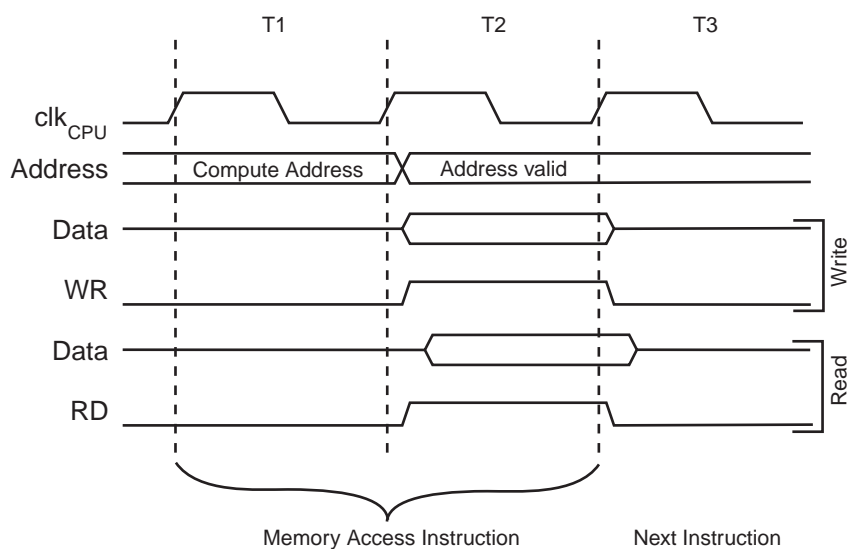 T1 T2 T3
clkCPU
Address Compute Address Address valid
Data
WR
Write
Data
RD
Read
Memory Access Instruction Next Instruction